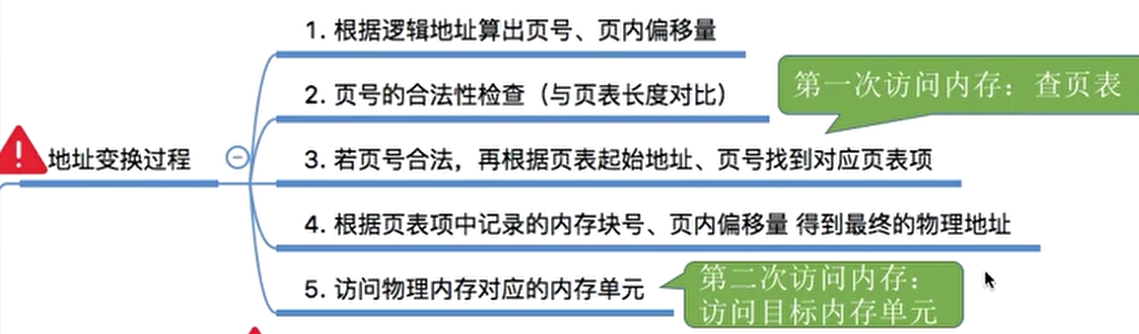 1. 根据逻辑地址算出页号、页内偏移量
2. 页号的合法性检查（与页表长度对比）
第一次访问内存：查页表
地址变换过程
3. 若页号合法，再根据页表起始地址、页号找到对应页表项
4. 根据页表项中记录的内存块号、页内偏移量 得到最终的物理地址
5. 访问物理内存对应的内存单元
第二次访问内存：
访问目标内存单元